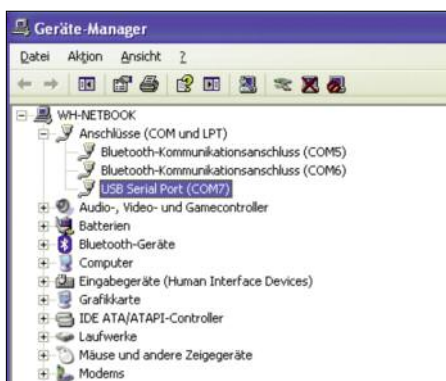 Geräte-Manager
Datei Aktion Ansicht ?
WH-NETBOOK
Anschlüsse (COM und LPT)
Bluetooth-Kommunikationsanschluss (COM5)
Bluetooth-Kommunikationsanschluss (COM6)
USB Serial Port (COM7)
Audio-, Video- und Gamecontroller
Batterien
Bluetooth-Geräte
Computer
Eingabegeräte (Human Interface Devices)
Grafikkarte
IDE ATA/ATAPI-Controller
Laufwerke
Mäuse und andere Zeigegeräte
Modems